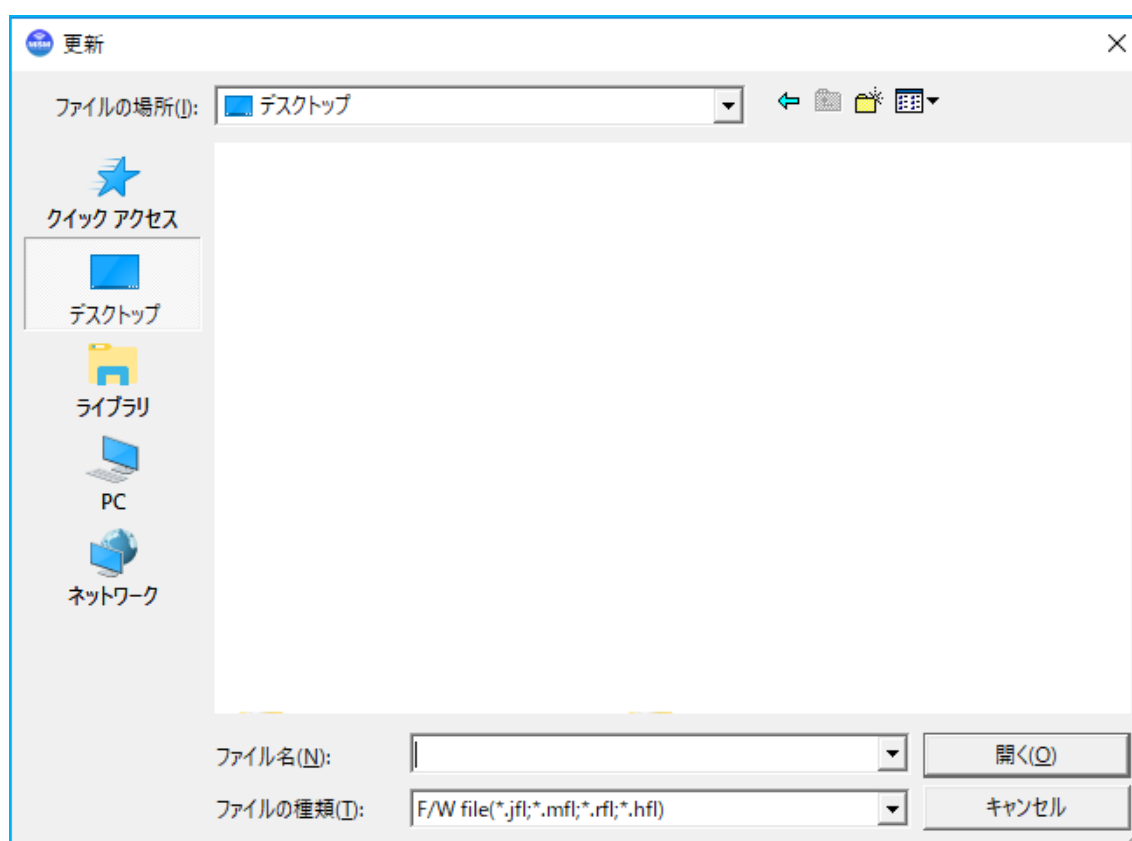 MSM 更新
ファイルの場所(I): デスクトップ
クイック アクセス
デスクトップ
ライブラリ
PC
ネットワーク
ファイル名(N): 開く(O)
ファイルの種類(T): F/W file(*.jfl;*.mfl;*.rfl;*.hfl) キャンセル